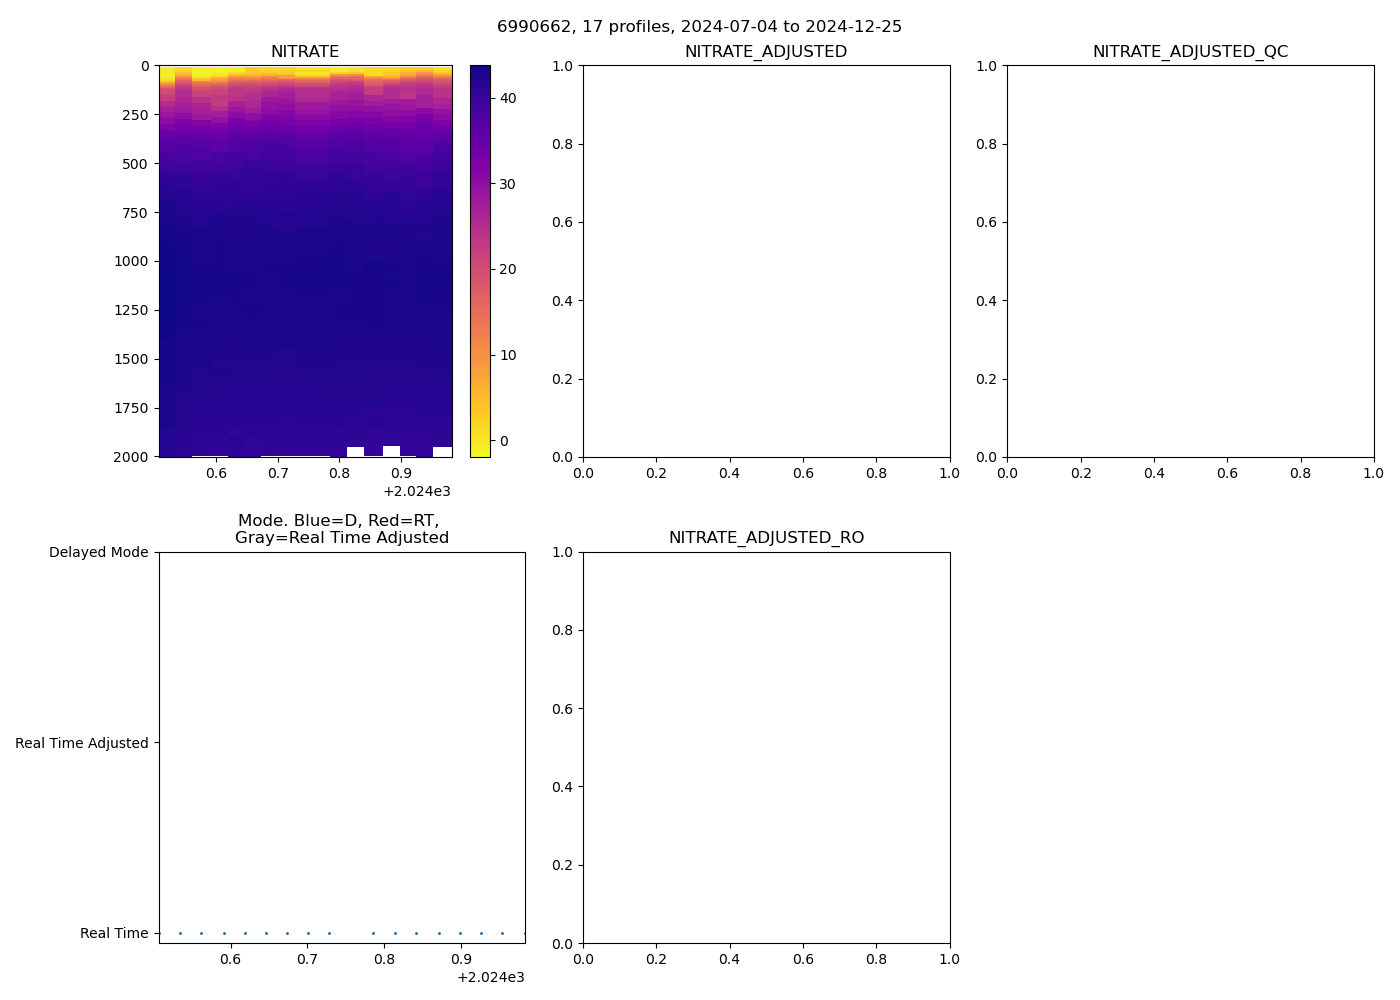 6990662, 17 profiles, 2024-07-04 to 2024-12-25
NITRATE
0
250
500
750
1000
1250
1500
1750
2000
0.6 0.7 0.8 0.9
+2.024e3
40
30
20
10
0
NITRATE_ADJUSTED
1.0
0.8
0.6
0.4
0.2
0.0
0.0 0.2 0.4 0.6 0.8 1.0
NITRATE_ADJUSTED_QC
1.0
0.8
0.6
0.4
0.2
0.0
0.0 0.2 0.4 0.6 0.8 1.0
Mode. Blue=D, Red=RT,
Gray=Real Time Adjusted
Delayed Mode
Real Time Adjusted
Real Time
0.6 0.7 0.8 0.9
+2.024e3
NITRATE_ADJUSTED_RO
1.0
0.8
0.6
0.4
0.2
0.0
0.0 0.2 0.4 0.6 0.8 1.0